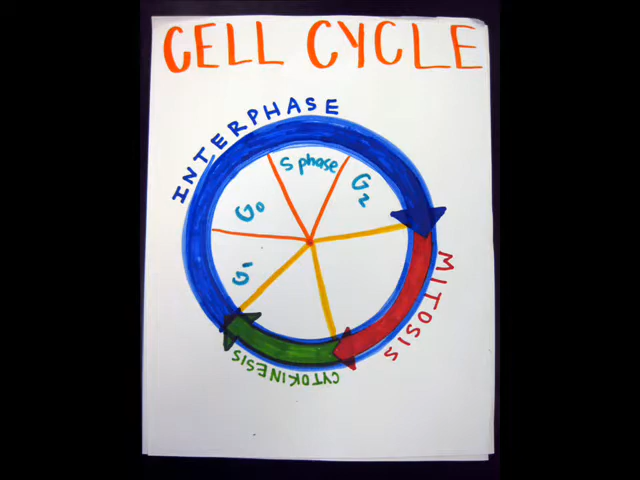 CELL CYCLE
INTERPHASE
S phase
G₂
G₀
G₁
MITOSIS
CYTOKINESIS